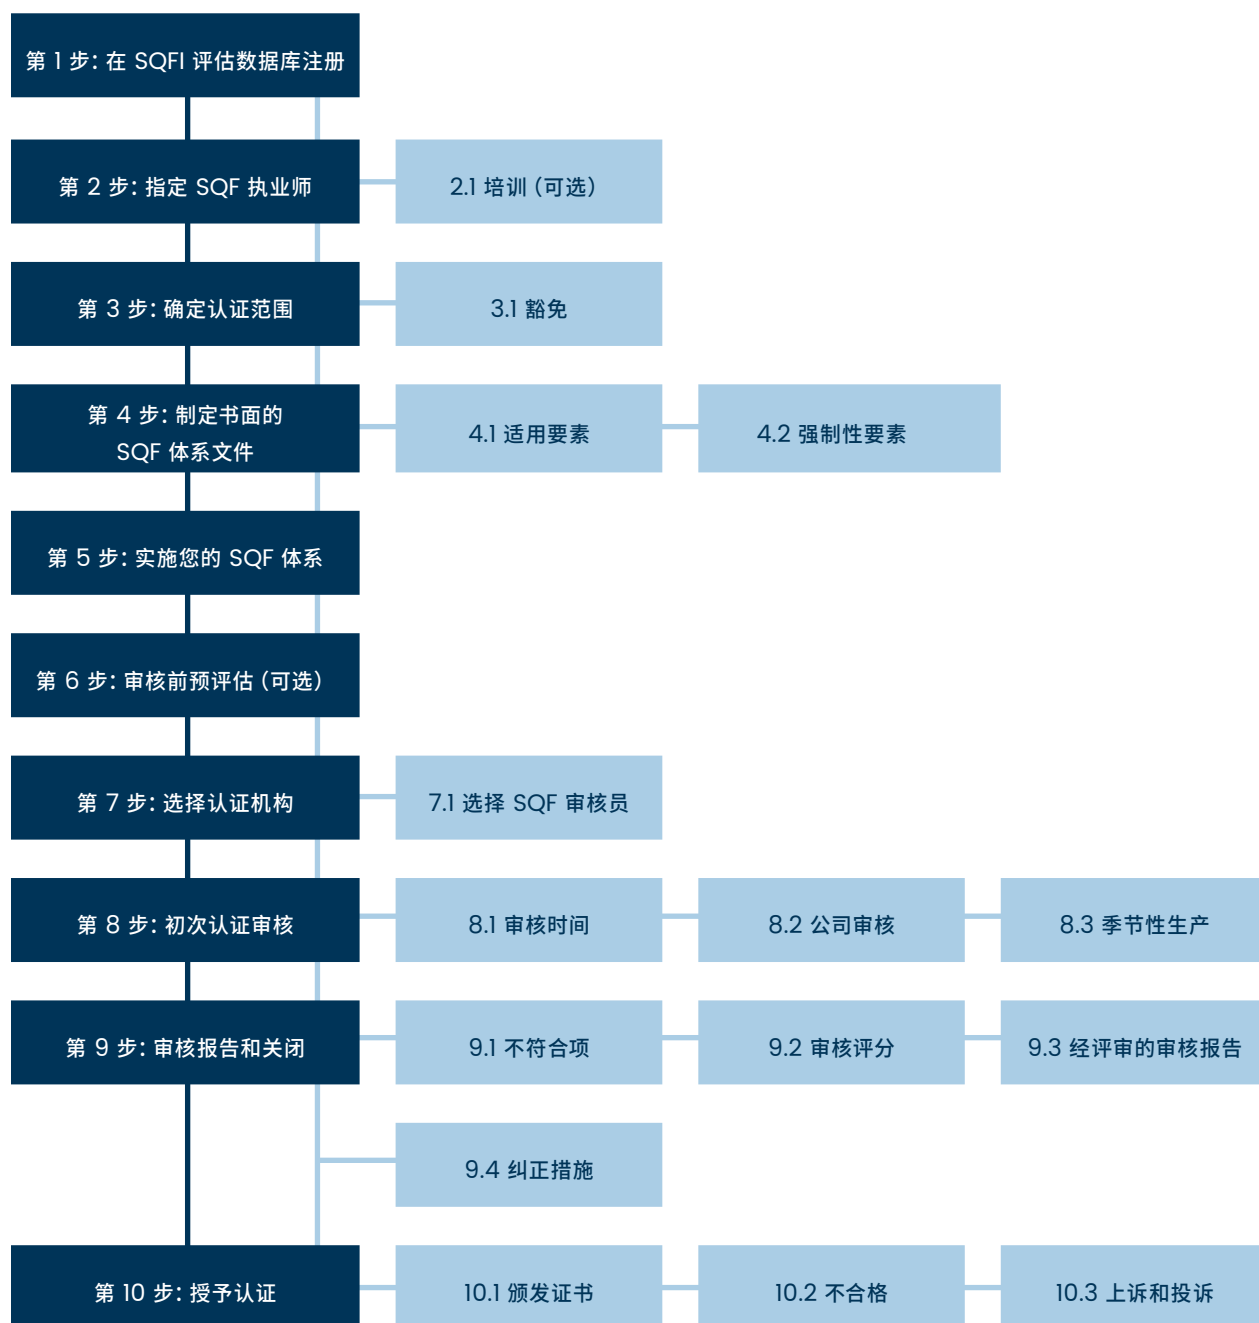 第 1 步: 在 SQFI 评估数据库注册
第 2 步: 指定 SQF 执业师
2.1 培训 (可选)
第 3 步: 确定认证范围
3.1 豁免
第 4 步: 制定书面的
SQF 体系文件
4.1 适用要素
4.2 强制性要素
第 5 步: 实施您的 SQF 体系
第 6 步: 审核前预评估 (可选)
第 7 步: 选择认证机构
7.1 选择 SQF 审核员
第 8 步: 初次认证审核
8.1 审核时间
8.2 公司审核
8.3 季节性生产
第 9 步: 审核报告和关闭
9.1 不符合项
9.2 审核评分
9.3 经评审的审核报告
9.4 纠正措施
第 10 步: 授予认证
10.1 颁发证书
10.2 不合格
10.3 上诉和投诉